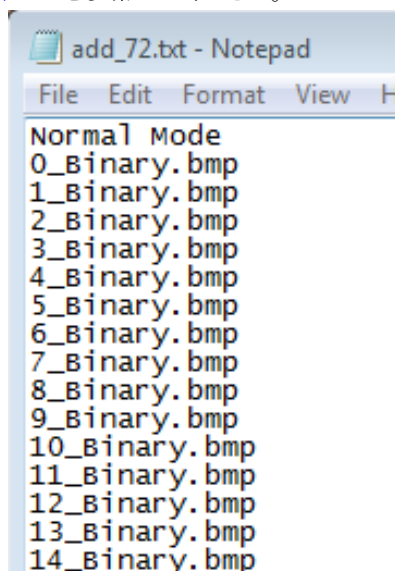 add_72.txt - Notepad
File Edit Format View
Normal Mode
0_Binary.bmp
1_Binary.bmp
2_Binary.bmp
3_Binary.bmp
4_Binary.bmp
5_Binary.bmp
6_Binary.bmp
7_Binary.bmp
8_Binary.bmp
9_Binary.bmp
10_Binary.bmp
11_Binary.bmp
12_Binary.bmp
13_Binary.bmp
14_Binary.bmp